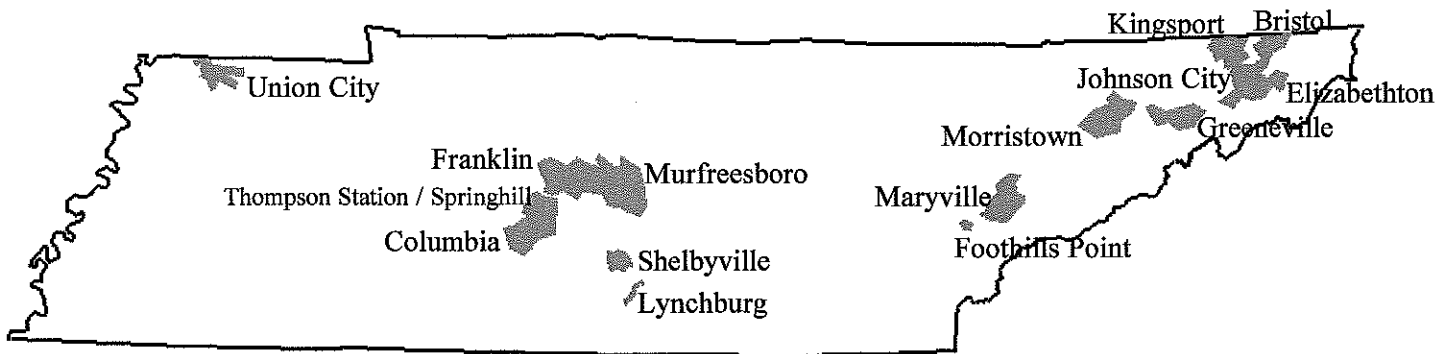 Kingsport
Bristol
Union City
Johnson City
Elizabethton
Morristown
Greeneville
Franklin
Murfreesboro
Thompson Station / Springhill
Maryville
Columbia
Foothills Point
Shelbyville
Lynchburg